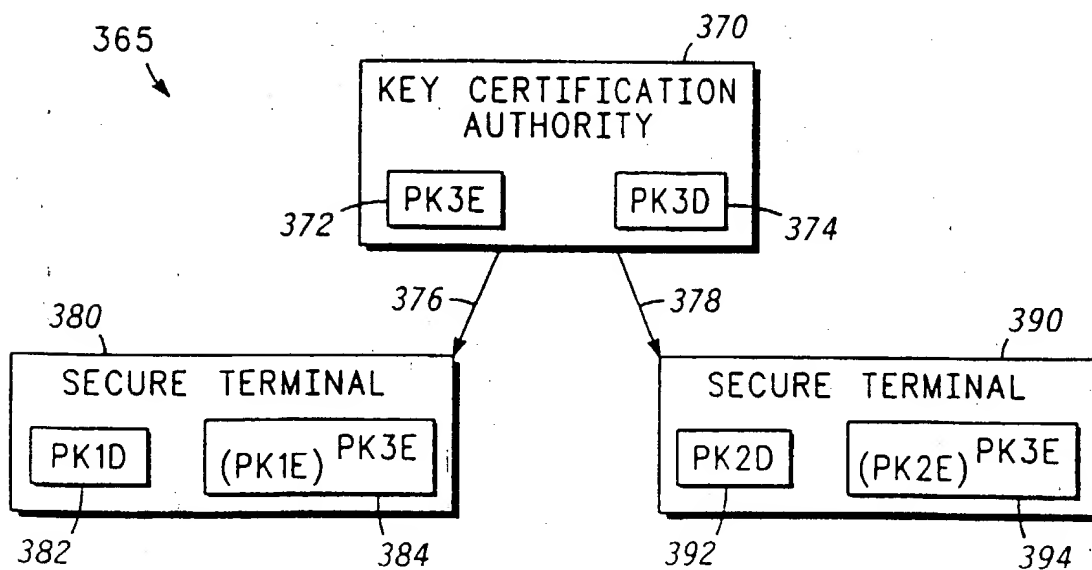 365
370
KEY CERTIFICATION
AUTHORITY
PK3E
PK3D
372
374
376
378
380
390
SECURE TERMINAL
SECURE TERMINAL
PK1D
(PK1E)PK3E
PK2D
(PK2E)PK3E
382
384
392
394